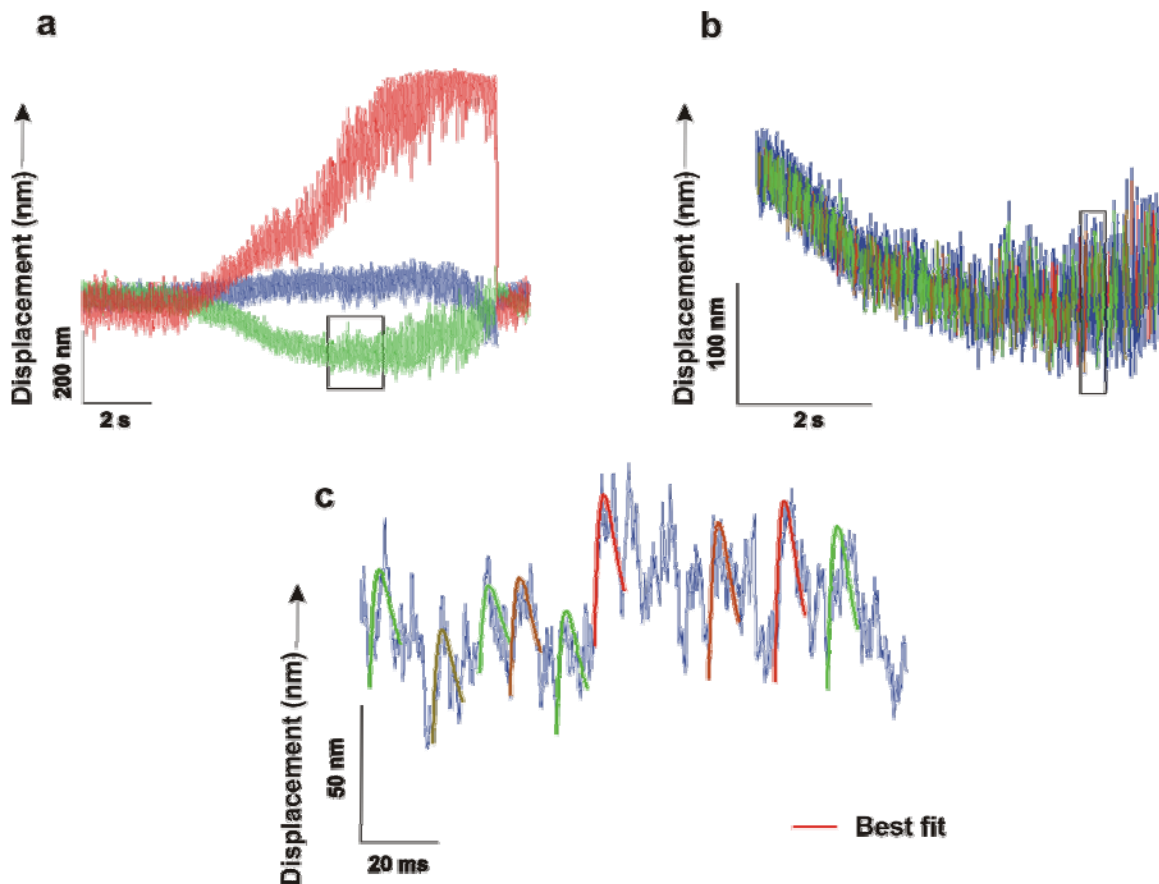 a
Displacement (nm)
200 nm
2 s
b
Displacement (nm)
100 nm
2 s
c
Displacement (nm)
50 nm
20 ms
Best fit